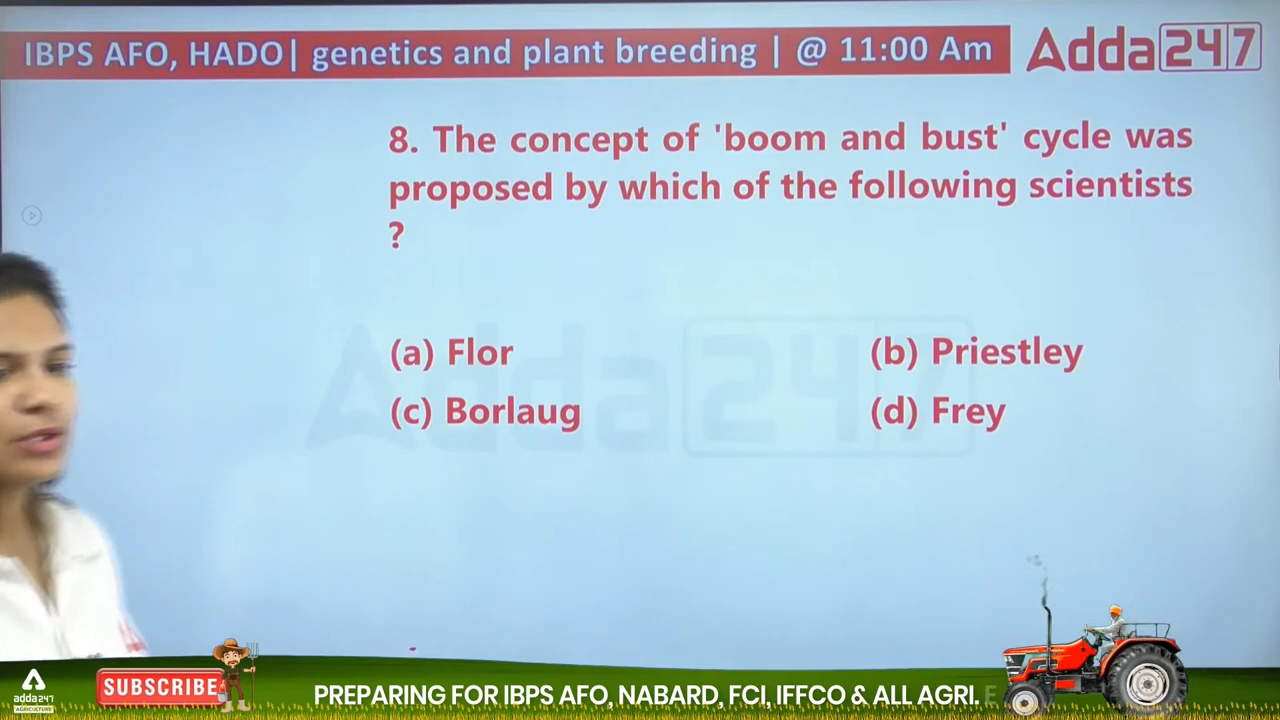 IBPS AFO, HADO| genetics and plant breeding | @ 11:00 Am
Adda247
8. The concept of 'boom and bust' cycle was
proposed by which of the following scientists
?
(a) Flor
(b) Priestley
(c) Borlaug
(d) Frey
Adda247
adda247
AGRICULTURE
SUBSCRIBE
PREPARING FOR IBPS AFO, NABARD, FCI, IFFCO & ALL AGRI. E